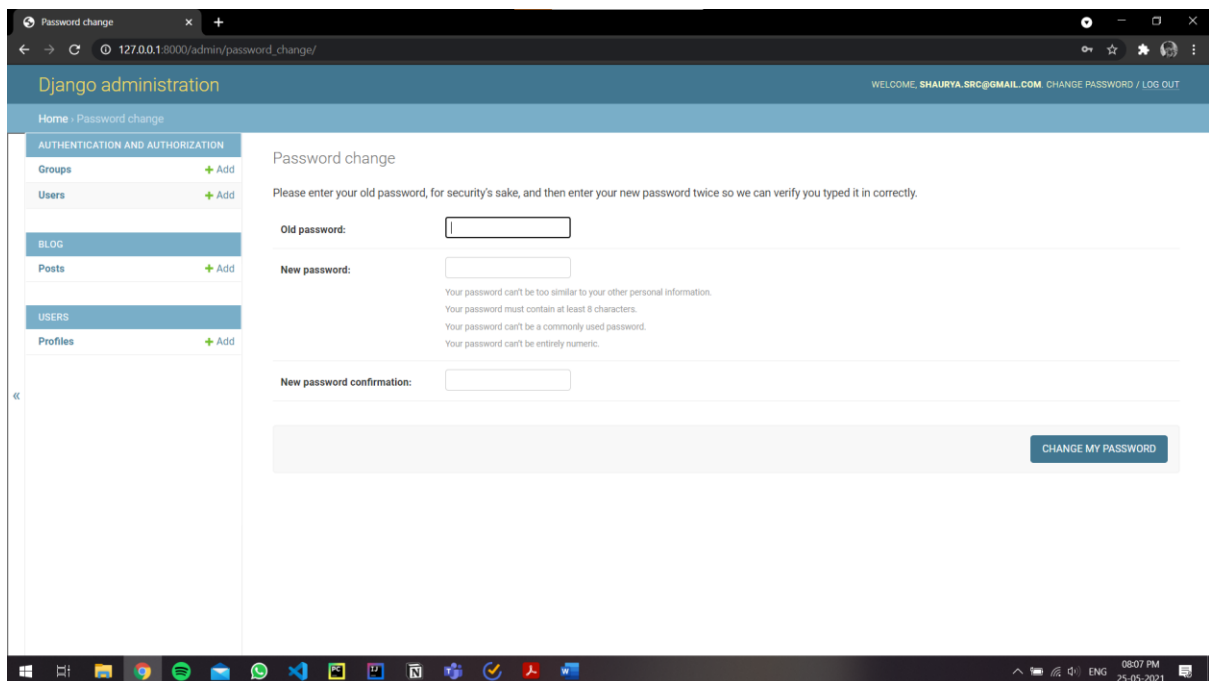 Password change
127.0.0.1:8000/admin/password_change/
Django administration
WELCOME, SHAURYA.SRC@GMAIL.COM. CHANGE PASSWORD / LOG OUT
Home › Password change
AUTHENTICATION AND AUTHORIZATION
Groups + Add
Users + Add
BLOG
Posts + Add
USERS
Profiles + Add
«
Password change
Please enter your old password, for security's sake, and then enter your new password twice so we can verify you typed it in correctly.
Old password:
New password:
Your password can't be too similar to your other personal information.
Your password must contain at least 8 characters.
Your password can't be a commonly used password.
Your password can't be entirely numeric.
New password confirmation:
CHANGE MY PASSWORD
ENG
08:07 PM
25-05-2021